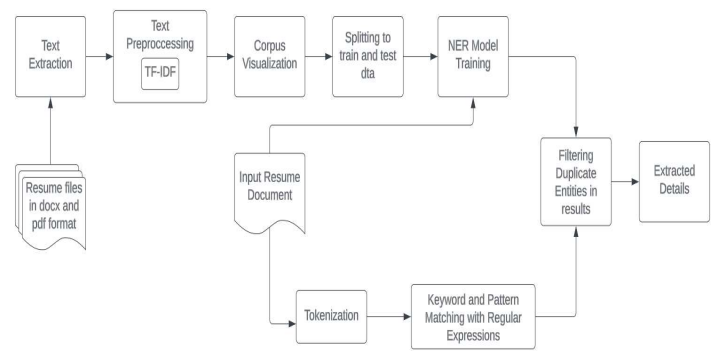 Text
Extraction
Text
Preproccessing
TF-IDF
Corpus
Visualization
Splitting to
train and test
dta
NER Model
Training
Resume files
in docx and
pdf format
Input Resume
Document
Filtering
Duplicate
Entities in
results
Extracted
Details
Tokenization
Keyword and Pattern
Matching with Regular
Expressions